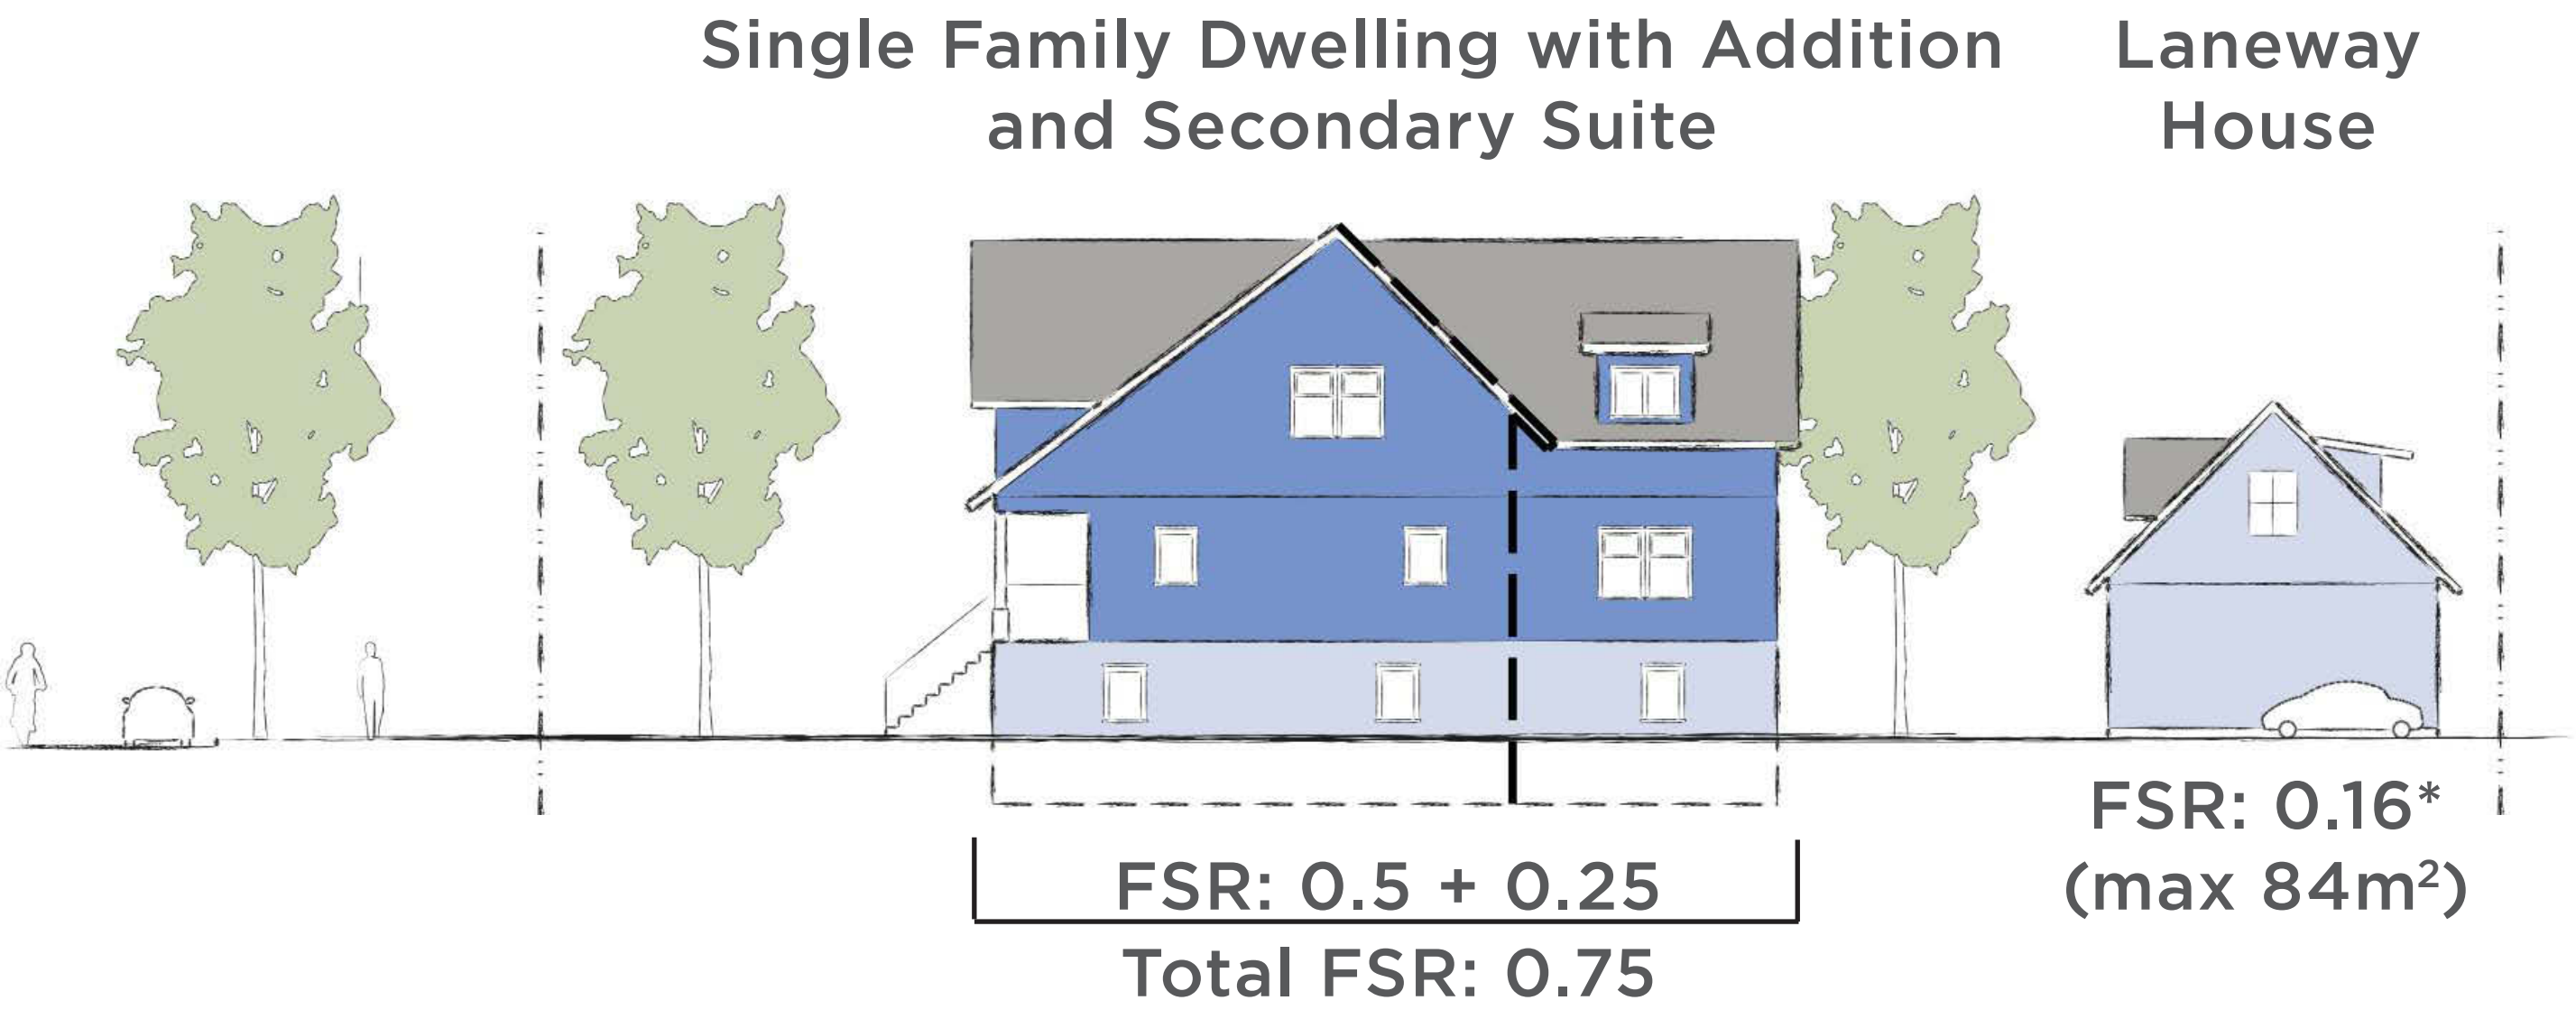 Single Family Dwelling with Addition
and Secondary Suite
Laneway
House
FSR: 0.5 + 0.25
Total FSR: 0.75
FSR: 0.16*
(max 84m²)